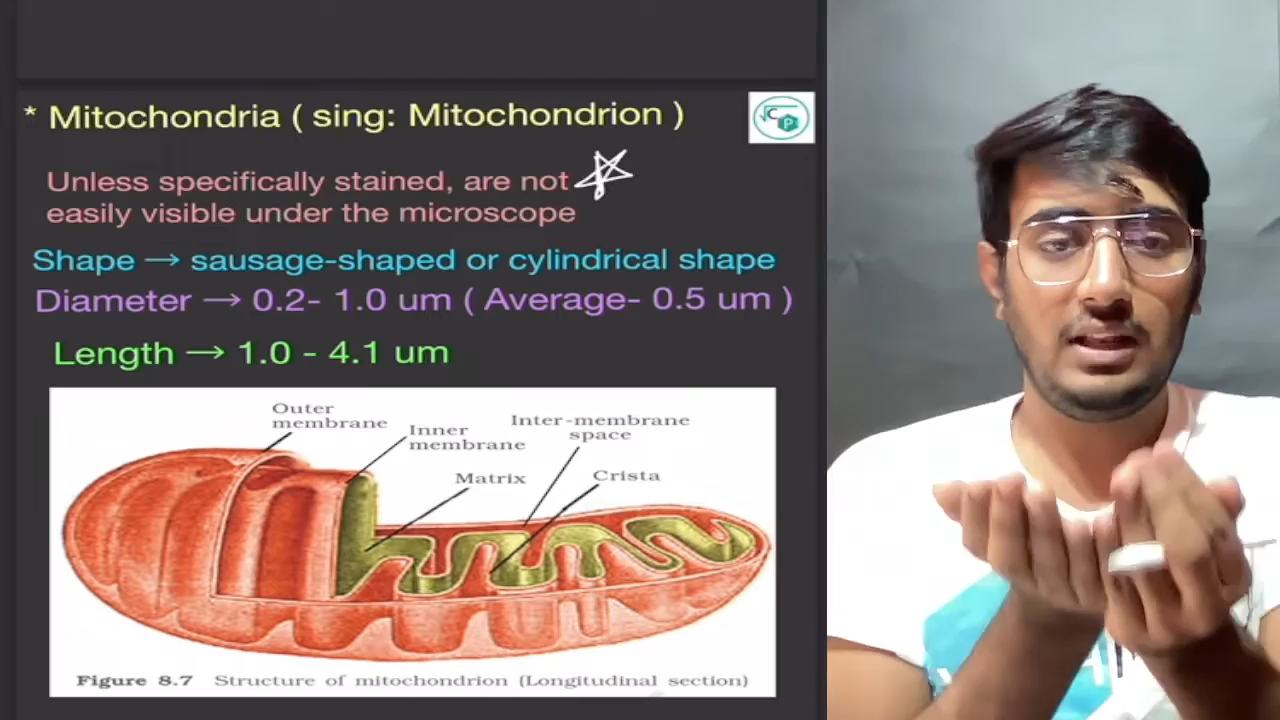 * Mitochondria ( sing: Mitochondrion )
C P
Unless specifically stained, are not
easily visible under the microscope
Shape → sausage-shaped or cylindrical shape
Diameter → 0.2- 1.0 um ( Average- 0.5 um )
Length → 1.0 - 4.1 um
Outer
membrane
Inner
membrane
Inter-membrane
space
Matrix
Crista
Figure 8.7 Structure of mitochondrion (Longitudinal section)